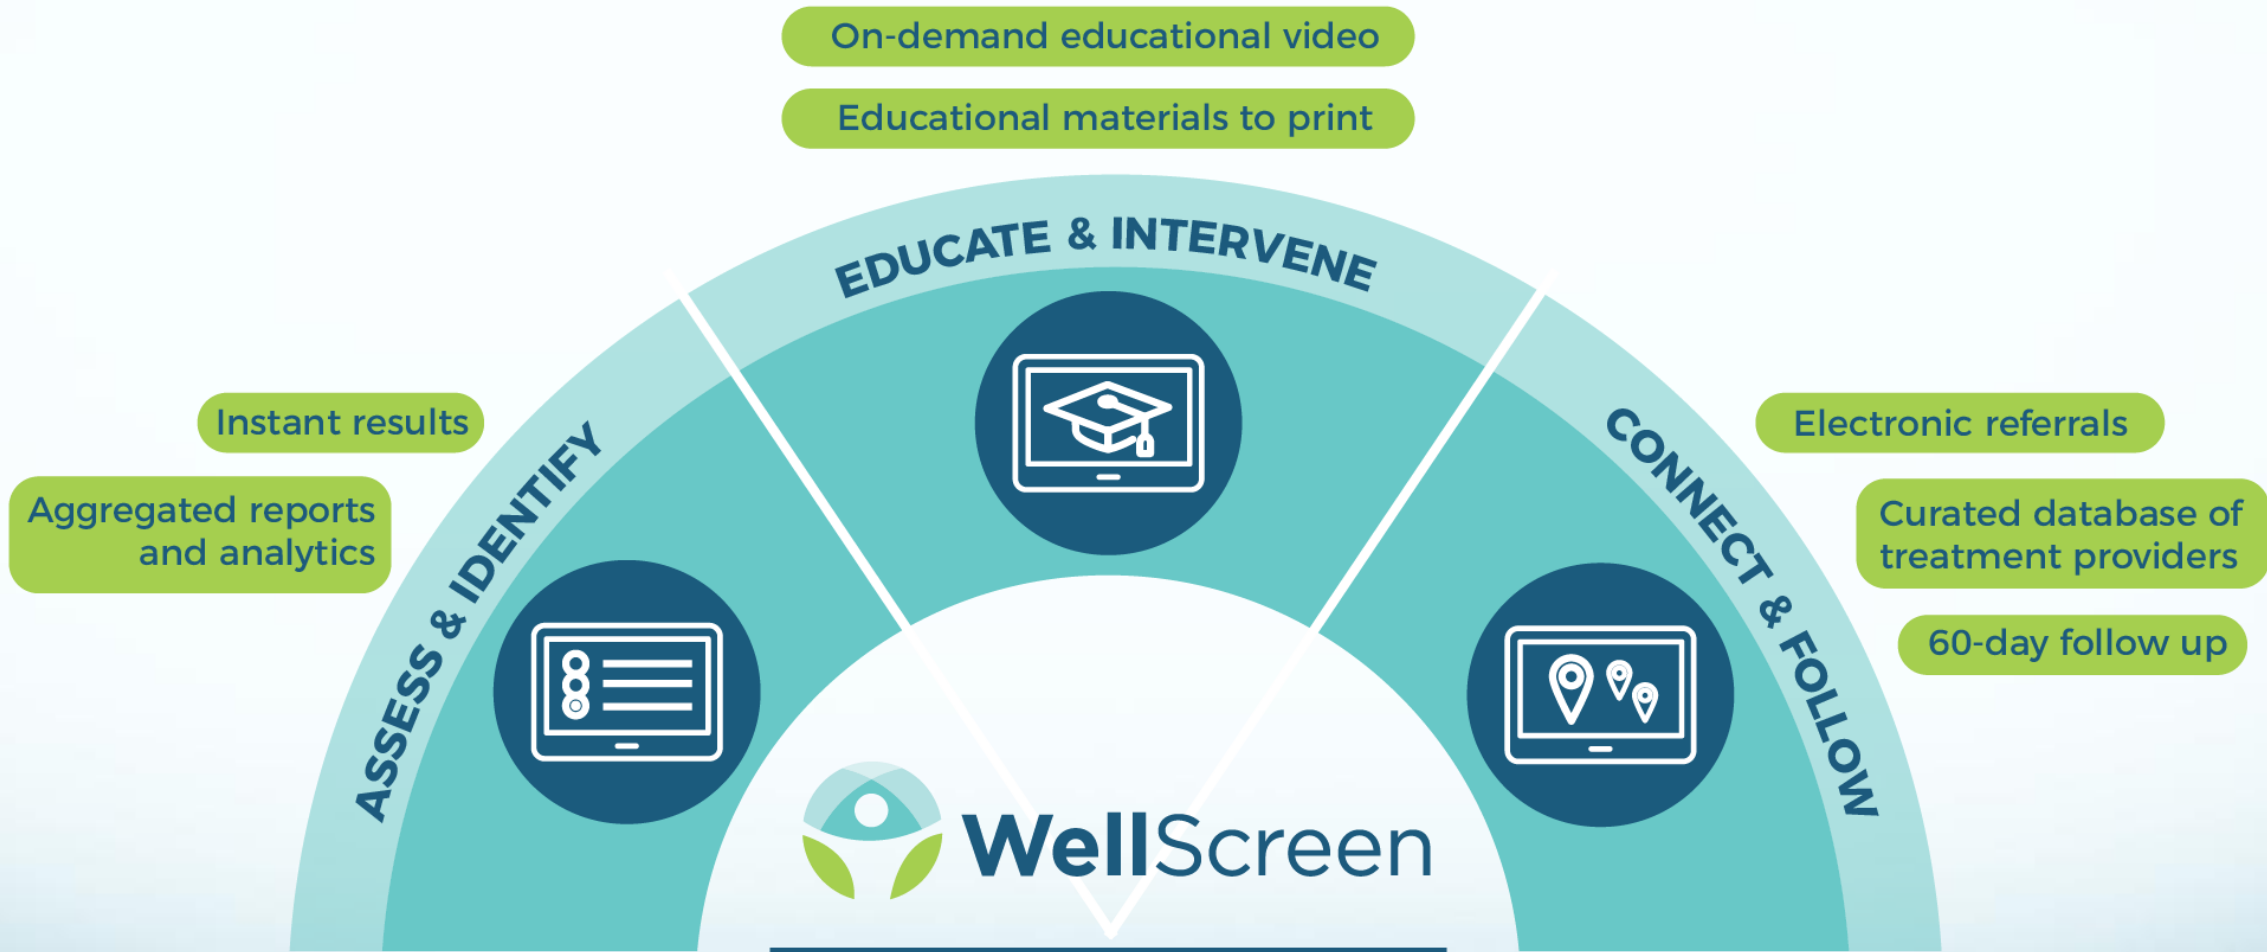 On-demand educational video
Educational materials to print
EDUCATE & INTERVENE
Instant results
Aggregated reports
and analytics
ASSESS & IDENTIFY
CONNECT & FOLLOW
Electronic referrals
Curated database of
treatment providers
60-day follow up
WellScreen